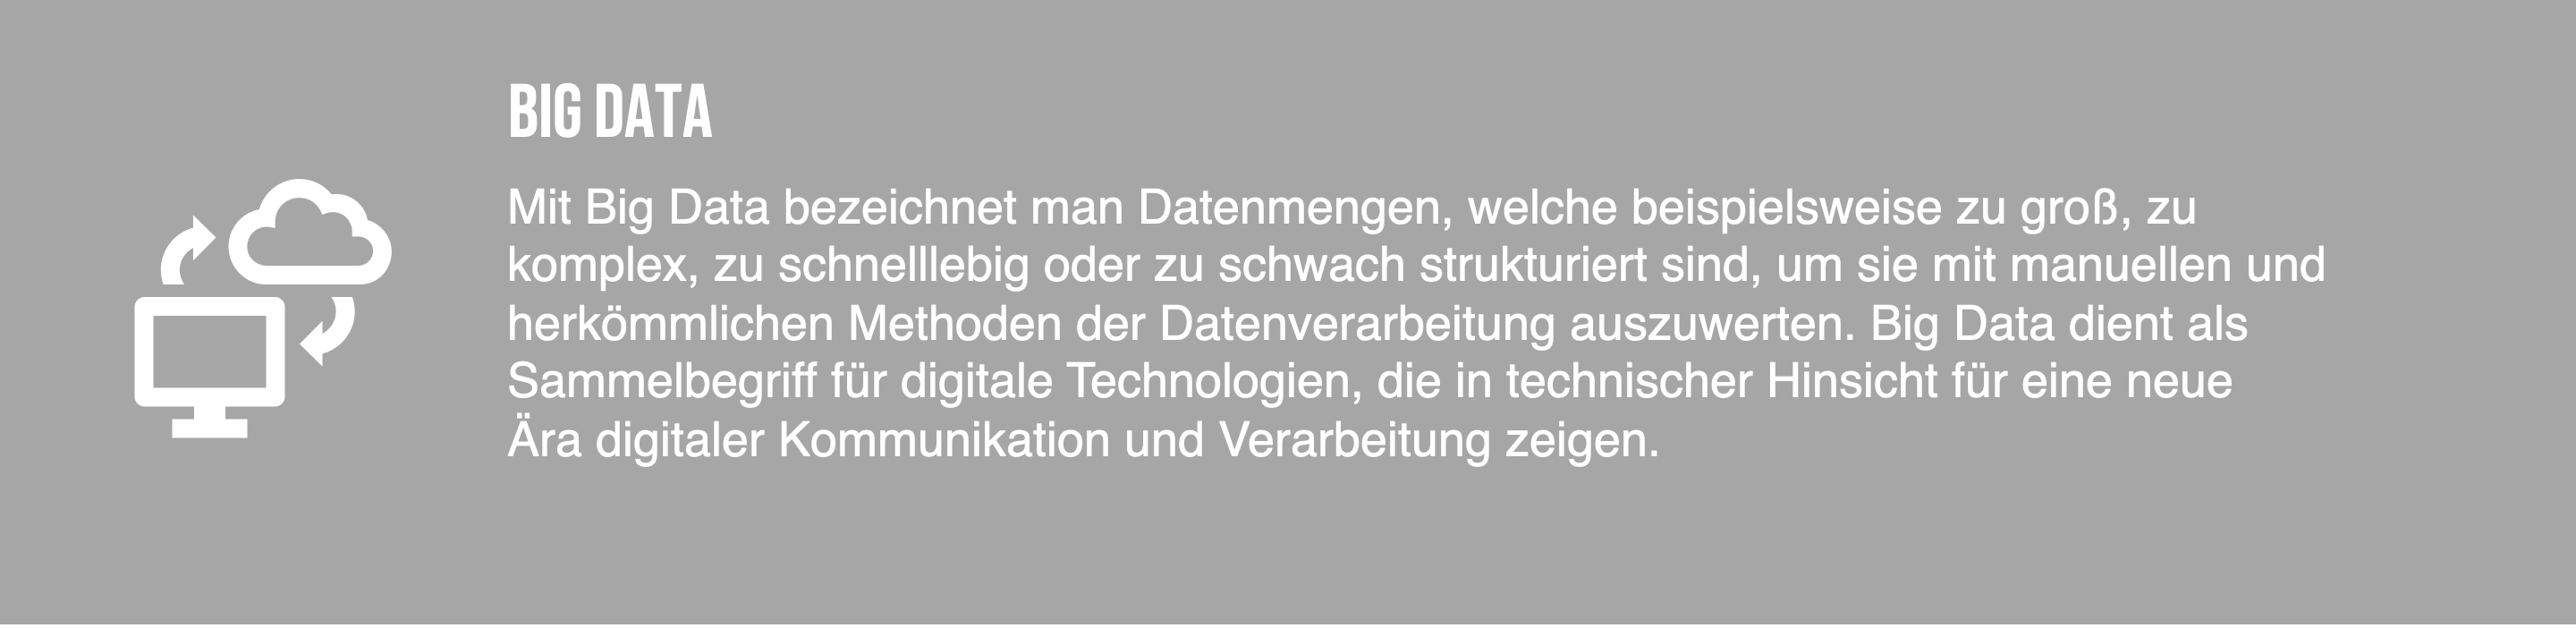 BIG DATA
Mit Big Data bezeichnet man Datenmengen, welche beispielsweise zu groß, zu
komplex, zu schnelllebig oder zu schwach strukturiert sind, um sie mit manuellen und
herkömmlichen Methoden der Datenverarbeitung auszuwerten. Big Data dient als
Sammelbegriff für digitale Technologien, die in technischer Hinsicht für eine neue
Ära digitaler Kommunikation und Verarbeitung zeigen.